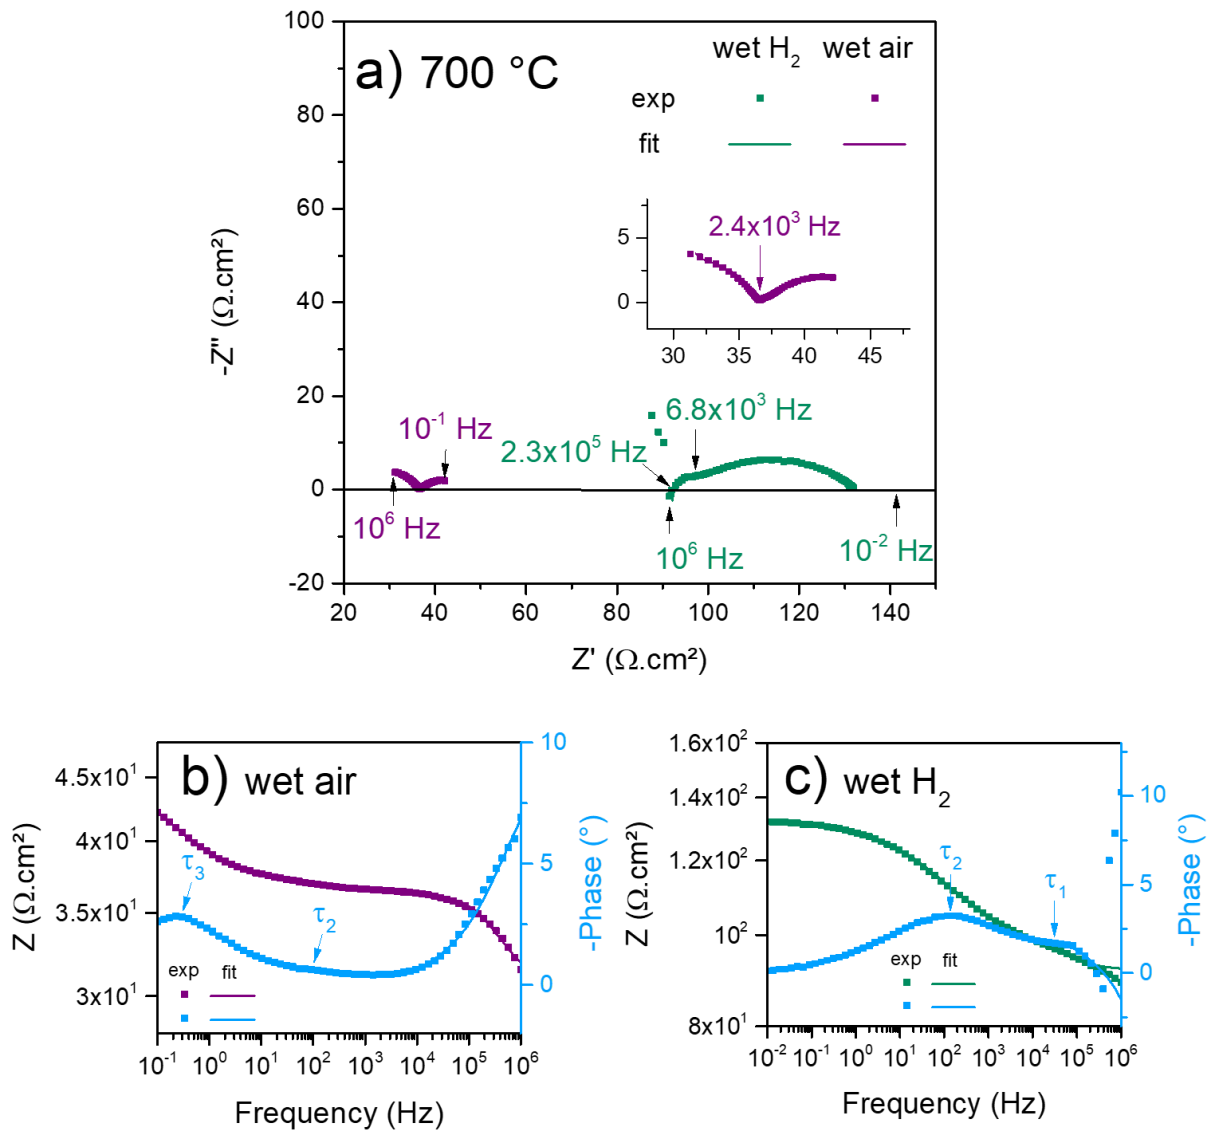 a) 700 °C
wet H₂ wet air
exp
fit
100
80
60
40
20
0
-20
-Z" (Ω.cm²)
2.4x10³ Hz
5
0
30 35 40 45
6.8x10³ Hz
10⁻¹ Hz
2.3x10⁵ Hz
10⁶ Hz
10⁶ Hz
10⁻² Hz
20 40 60 80 100 120 140
Z' (Ω.cm²)
b) wet air
4.5x10¹
4x10¹
3.5x10¹
3x10¹
Z (Ω.cm²)
τ₃
τ₂
exp fit
10
5
0
-Phase (°)
10⁻¹ 10⁰ 10¹ 10² 10³ 10⁴ 10⁵ 10⁶
Frequency (Hz)
c) wet H₂
1.6x10²
1.4x10²
1.2x10²
10²
8x10¹
Z (Ω.cm²)
τ₂
τ₁
exp fit
10
5
0
-Phase (°)
10⁻² 10⁻¹ 10⁰ 10¹ 10² 10³ 10⁴ 10⁵ 10⁶
Frequency (Hz)